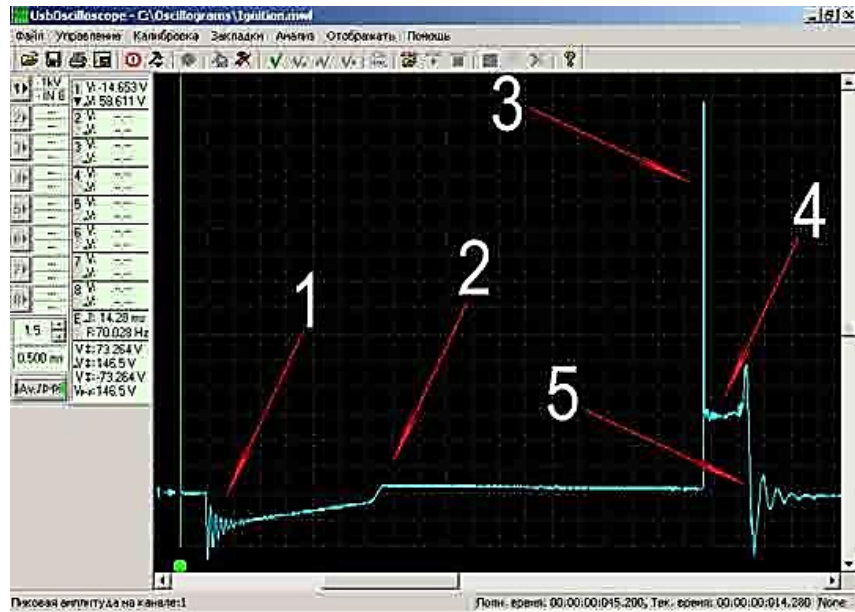 UsbOscilloscope - C:\Oscillograms\Ignition.mwl
Файл Управление Калибровка Закладки Анализ Отображать Помощь
1kV
1 V: -14.653 V
58.611 V
2 V:
3 V:
4 V:
5 V:
6 V:
7 V:
8 V:
14.28 ms
F:70.028 Hz
1.5
0.500
73.264 V
146.5 V
-73.264 V
146.5 V
1
2
3
4
5
Пиковая амплитуда на канале:1
Полн. время: 00:00:00:045.200, Тек. время: 00:00:00:014.280 None